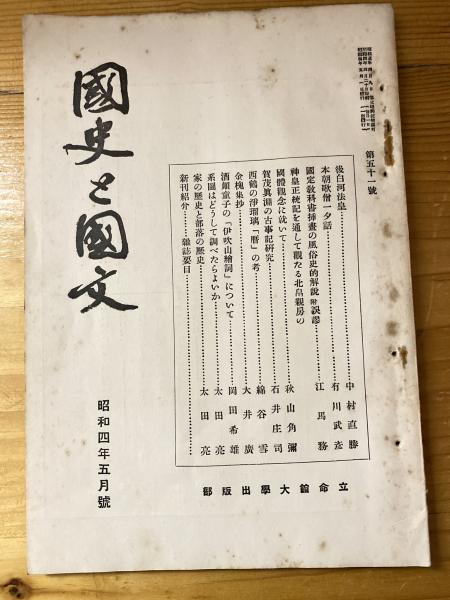 第五十一號
後白河法皇……中村直勝
本朝歌僧一夕話……有川武彦
國定敎科書揷畫の風俗史的解說 附 誤謬……江馬務
神皇正統記を通して觀たる北畠親房の
國體觀念に就いて……秋山角彌
賀茂眞淵の古事記硏究……石井庄司
西鶴の淨瑠璃「曆」の考……綿谷雪
金槐集抄……大井廣
酒顚童子の「伊吹山繪詞」について……岡田希雄
系圖はどうして調べたらよいか……太田亮
家の歷史と部落の歷史……太田亮
新刊紹介……雜誌要目
立命館大學出版部
國史と國文
昭和四年五月號